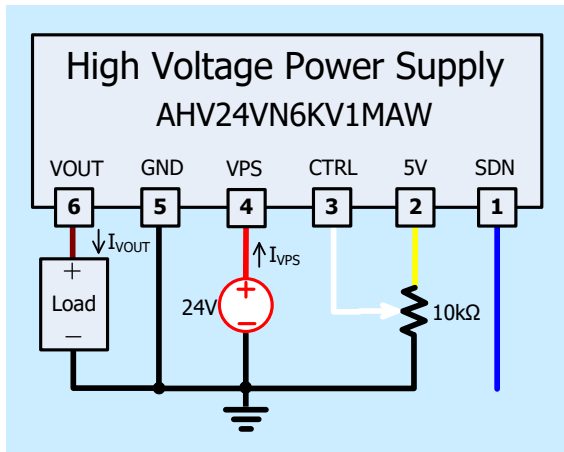 High Voltage Power Supply
AHV24VN6KV1MAW
VOUT GND VPS CTRL 5V SDN
6 5 4 3 2 1
IVOUT IVPS
+ +
Load 24V 10kΩ
− −